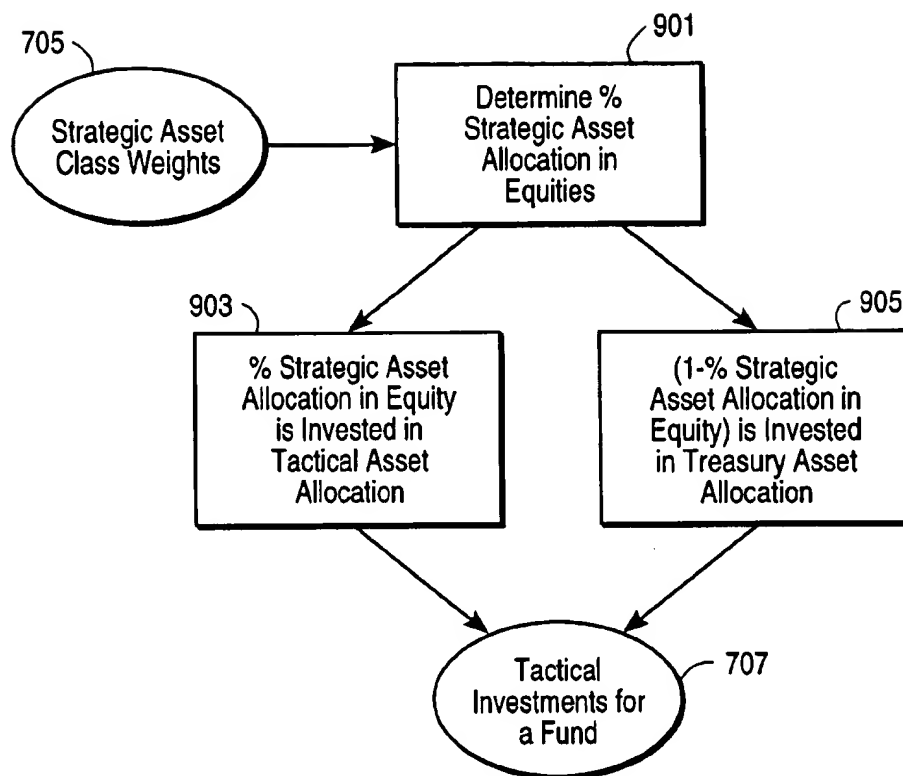 705
901
Strategic Asset
Class Weights
Determine %
Strategic Asset
Allocation in
Equities
903
905
% Strategic Asset
Allocation in Equity
is Invested in
Tactical Asset
Allocation
(1-% Strategic
Asset Allocation in
Equity) is Invested
in Treasury Asset
Allocation
707
Tactical
Investments for
a Fund